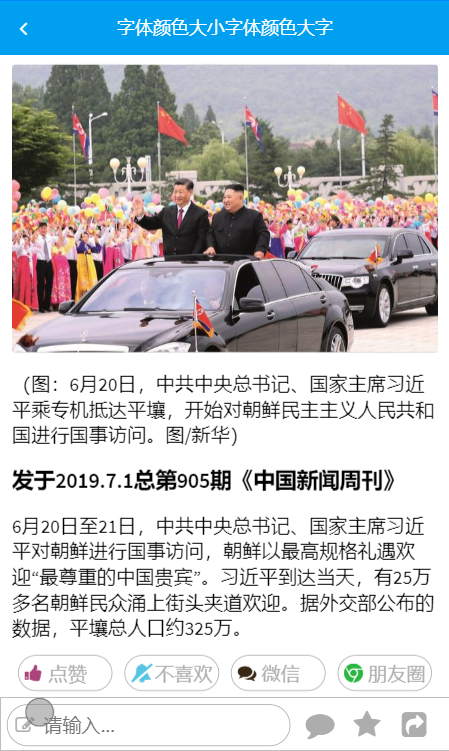 字体颜色大小字体颜色大字
（图：6月20日，中共中央总书记、国家主席习近
平乘专机抵达平壤，开始对朝鲜民主主义人民共和
国进行国事访问。图/新华）
发于2019.7.1总第905期《中国新闻周刊》
6月20日至21日，中共中央总书记、国家主席习近
平对朝鲜进行国事访问，朝鲜以最高规格礼遇欢
迎“最尊重的中国贵宾”。习近平到达当天，有25万
多名朝鲜民众涌上街头夹道欢迎。据外交部公布的
数据，平壤总人口约325万。
点赞 不喜欢 微信 朋友圈
请输入...